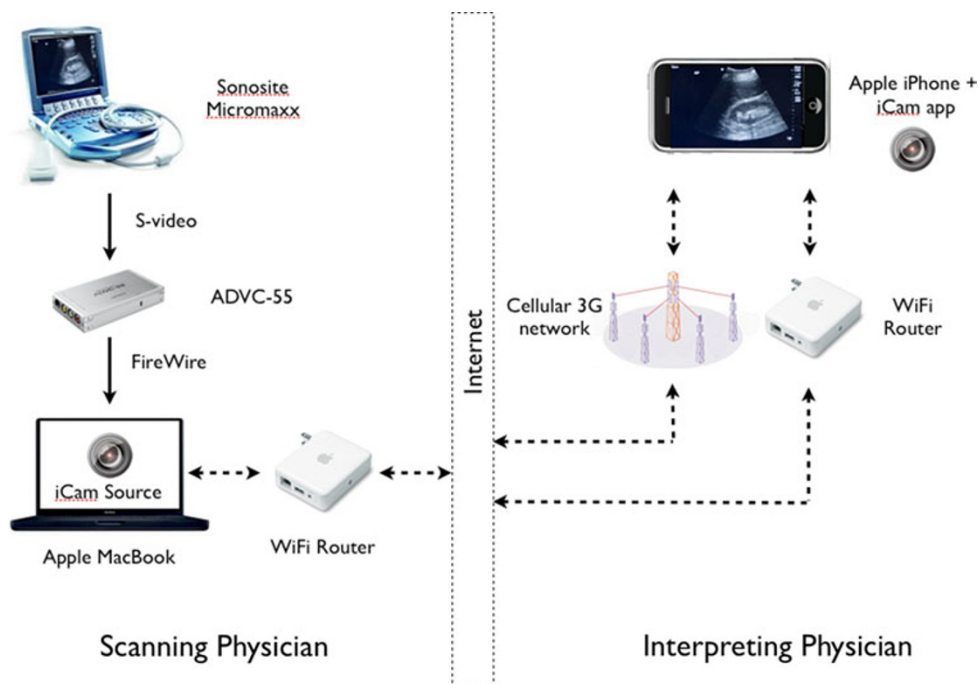 Sonosite
Micromaxx
S-video
ADVC-55
FireWire
iCam Source
Apple MacBook
WiFi Router
Scanning Physician
Internet
Apple iPhone +
iCam app
Cellular 3G
network
WiFi
Router
Interpreting Physician